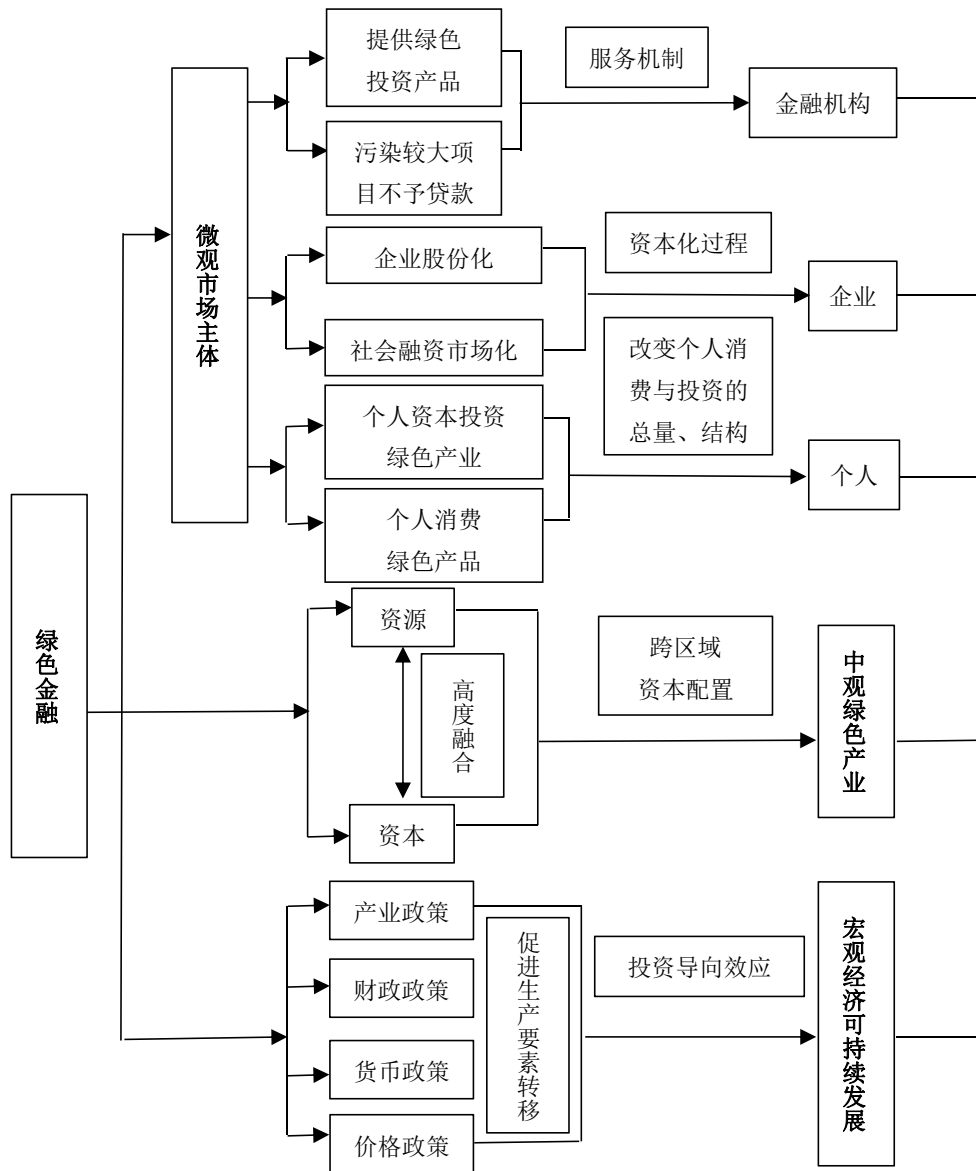 提供绿色
投资产品
服务机制
金融机构
污染较大项
目不予贷款
微观市场主体
企业股份化
资本化过程
企业
社会融资市场化
改变个人消
费与投资的
总量、结构
个人资本投资
绿色产业
个人
个人消费
绿色产品
绿色金融
资源
高度融合
跨区域
资本配置
中观绿色产业
资本
产业政策
财政政策
货币政策
价格政策
促进生产要素转移
投资导向效应
宏观经济可持续发展